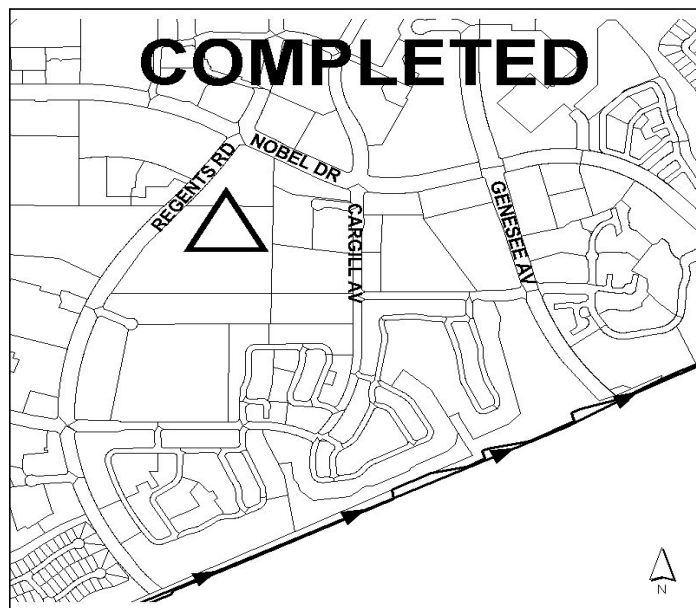 COMPLETED
NOBEL DR
REGENTS RD
CARGILL AV
GENESEE AV
N